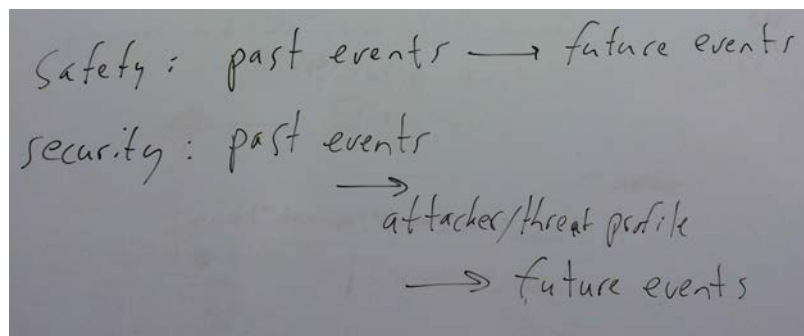 Safety: past events → future events
security: past events
→
attacker/threat profile
→ future events